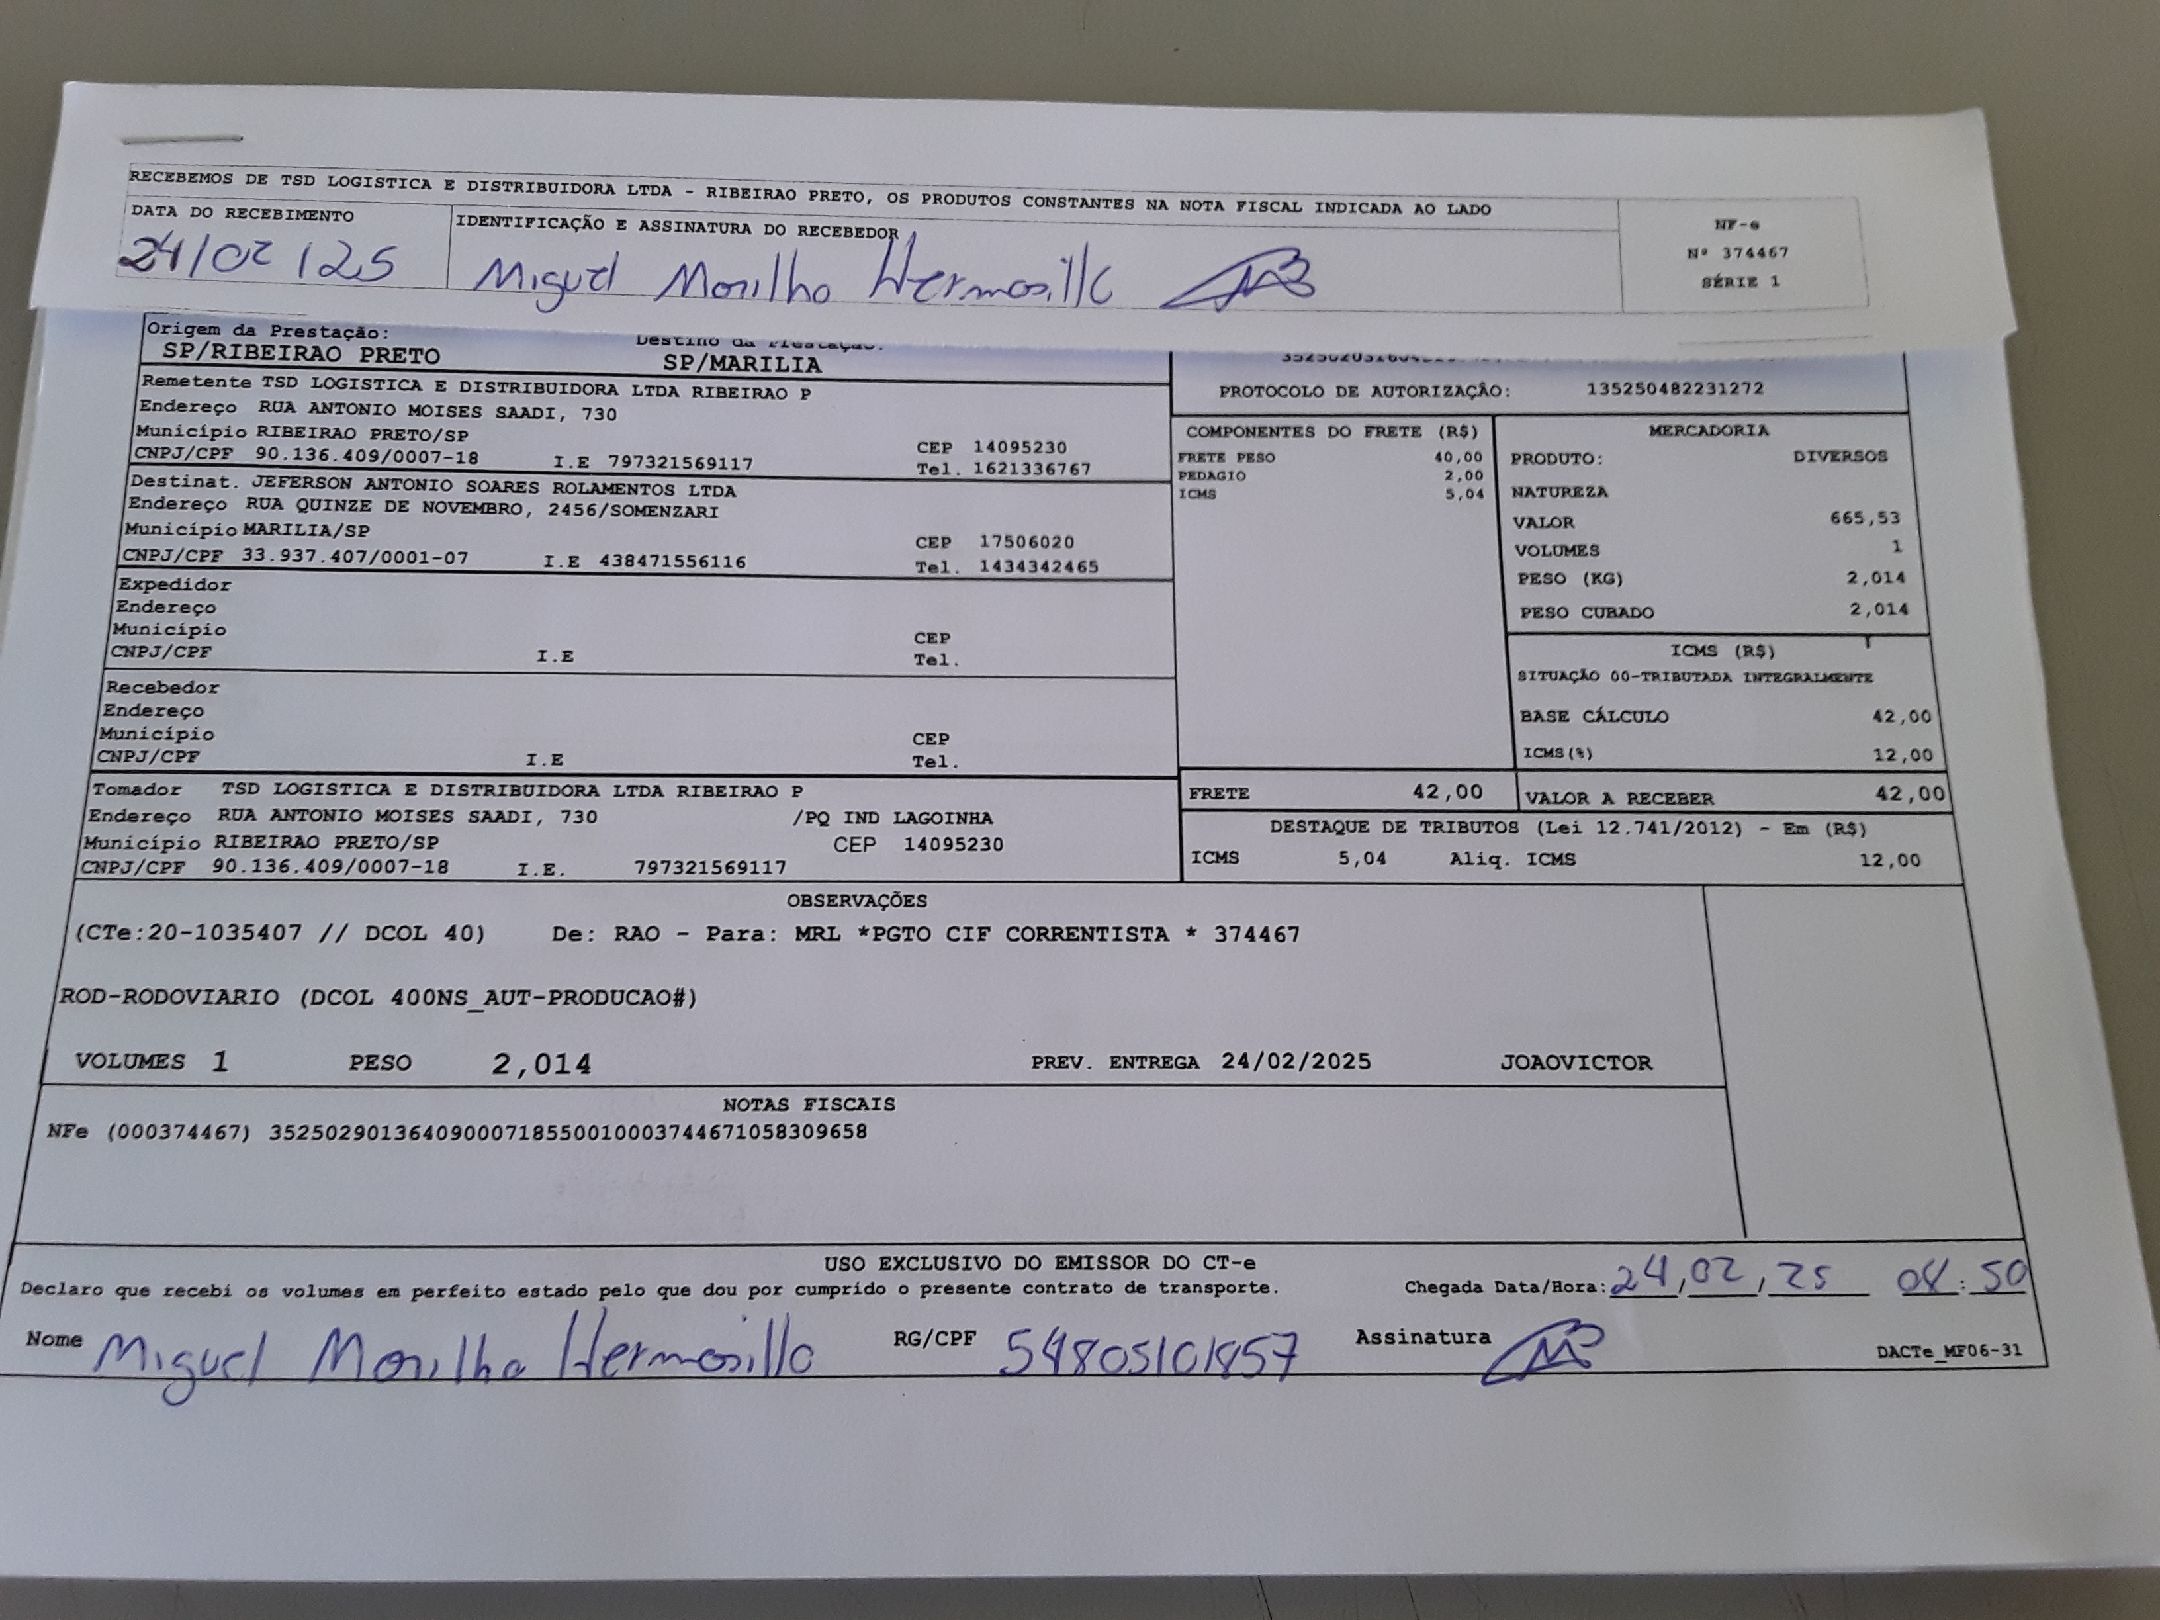 RECEBEMOS DE TSD LOGISTICA E DISTRIBUIDORA LTDA - RIBEIRAO PRETO, OS PRODUTOS CONSTANTES NA NOTA FISCAL INDICADA AO LADO
DATA DO RECEBIMENTO
24/02/25
IDENTIFICAÇÃO E ASSINATURA DO RECEBEDOR
Miguel Morilho Hermosillo
NF-e
Nº 374467
SÉRIE 1
Origem da Prestação: Destino da Prestação:
SP/RIBEIRAO PRETO SP/MARILIA
Remetente TSD LOGISTICA E DISTRIBUIDORA LTDA RIBEIRAO P
Endereço RUA ANTONIO MOISES SAADI, 730
Município RIBEIRAO PRETO/SP CEP 14095230
CNPJ/CPF 90.136.409/0007-18 I.E 797321569117 Tel. 1621336767
Destinat. JEFERSON ANTONIO SOARES ROLAMENTOS LTDA
Endereço RUA QUINZE DE NOVEMBRO, 2456/SOMENZARI
Município MARILIA/SP CEP 17506020
CNPJ/CPF 33.937.407/0001-07 I.E 438471556116 Tel. 1434342465
Expedidor
Endereço
Município CEP
CNPJ/CPF I.E Tel.
Recebedor
Endereço
Município CEP
CNPJ/CPF I.E Tel.
Tomador TSD LOGISTICA E DISTRIBUIDORA LTDA RIBEIRAO P
Endereço RUA ANTONIO MOISES SAADI, 730 /PQ IND LAGOINHA
Município RIBEIRAO PRETO/SP CEP 14095230
CNPJ/CPF 90.136.409/0007-18 I.E. 797321569117
PROTOCOLO DE AUTORIZAÇÃO: 135250482231272
COMPONENTES DO FRETE (R$)
FRETE PESO 40,00
PEDAGIO 2,00
ICMS 5,04
MERCADORIA
PRODUTO: DIVERSOS
NATUREZA
VALOR 665,53
VOLUMES 1
PESO (KG) 2,014
PESO CUBADO 2,014
ICMS (R$)
SITUAÇÃO 00-TRIBUTADA INTEGRALMENTE
BASE CÁLCULO 42,00
ICMS(%) 12,00
FRETE 42,00 VALOR A RECEBER 42,00
DESTAQUE DE TRIBUTOS (Lei 12.741/2012) - Em (R$)
ICMS 5,04 Aliq. ICMS 12,00
OBSERVAÇÕES
(CTe:20-1035407 // DCOL 40) De: RAO - Para: MRL *PGTO CIF CORRENTISTA * 374467
ROD-RODOVIARIO (DCOL 400NS_AUT-PRODUCAO#)
VOLUMES 1 PESO 2,014 PREV. ENTREGA 24/02/2025 JOAOVICTOR
NOTAS FISCAIS
NFe (000374467) 35250290136409000718550010003744671058309658
USO EXCLUSIVO DO EMISSOR DO CT-e
Declaro que recebi os volumes em perfeito estado pelo que dou por cumprido o presente contrato de transporte. Chegada Data/Hora: 24/02/25 08:50
Nome Miguel Morilho Hermosillo RG/CPF 54805101857 Assinatura
DACTe_MF06-31